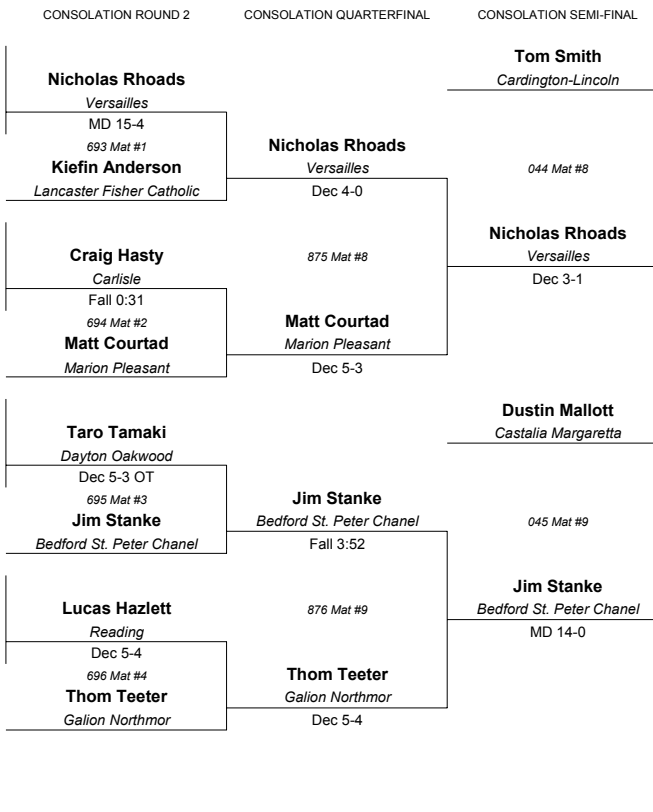 CONSOLATION ROUND 2
CONSOLATION QUARTERFINAL
CONSOLATION SEMI-FINAL
Nicholas Rhoads
Versailles
MD 15-4
693 Mat #1
Kiefin Anderson
Lancaster Fisher Catholic
Craig Hasty
Carlisle
Fall 0:31
694 Mat #2
Matt Courtad
Marion Pleasant
Taro Tamaki
Dayton Oakwood
Dec 5-3 OT
695 Mat #3
Jim Stanke
Bedford St. Peter Chanel
Lucas Hazlett
Reading
Dec 5-4
696 Mat #4
Thom Teeter
Galion Northmor
Nicholas Rhoads
Versailles
Dec 4-0
875 Mat #8
Matt Courtad
Marion Pleasant
Dec 5-3
Jim Stanke
Bedford St. Peter Chanel
Fall 3:52
876 Mat #9
Thom Teeter
Galion Northmor
Dec 5-4
Tom Smith
Cardington-Lincoln
044 Mat #8
Nicholas Rhoads
Versailles
Dec 3-1
Dustin Mallott
Castalia Margaretta
045 Mat #9
Jim Stanke
Bedford St. Peter Chanel
MD 14-0